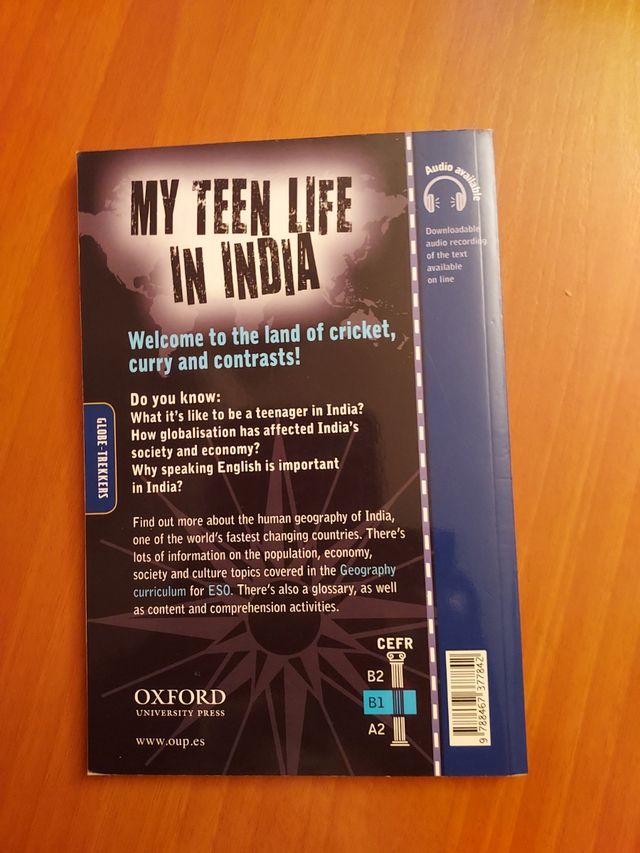 MY TEEN LIFE
IN INDIA
Welcome to the land of cricket,
curry and contrasts!
Do you know:
What it's like to be a teenager in India?
How globalisation has affected India's
society and economy?
Why speaking English is important
in India?
Find out more about the human geography of India,
one of the world's fastest changing countries. There's
lots of information on the population, economy,
society and culture topics covered in the Geography
curriculum for ESO. There's also a glossary, as well
as content and comprehension activities.
GLOBE-TREKKERS
CEFR
B2
B1
A2
OXFORD
UNIVERSITY PRESS
www.oup.es
Audio available
Downloadable
audio recording
of the text
available
on line
9 788467 377842